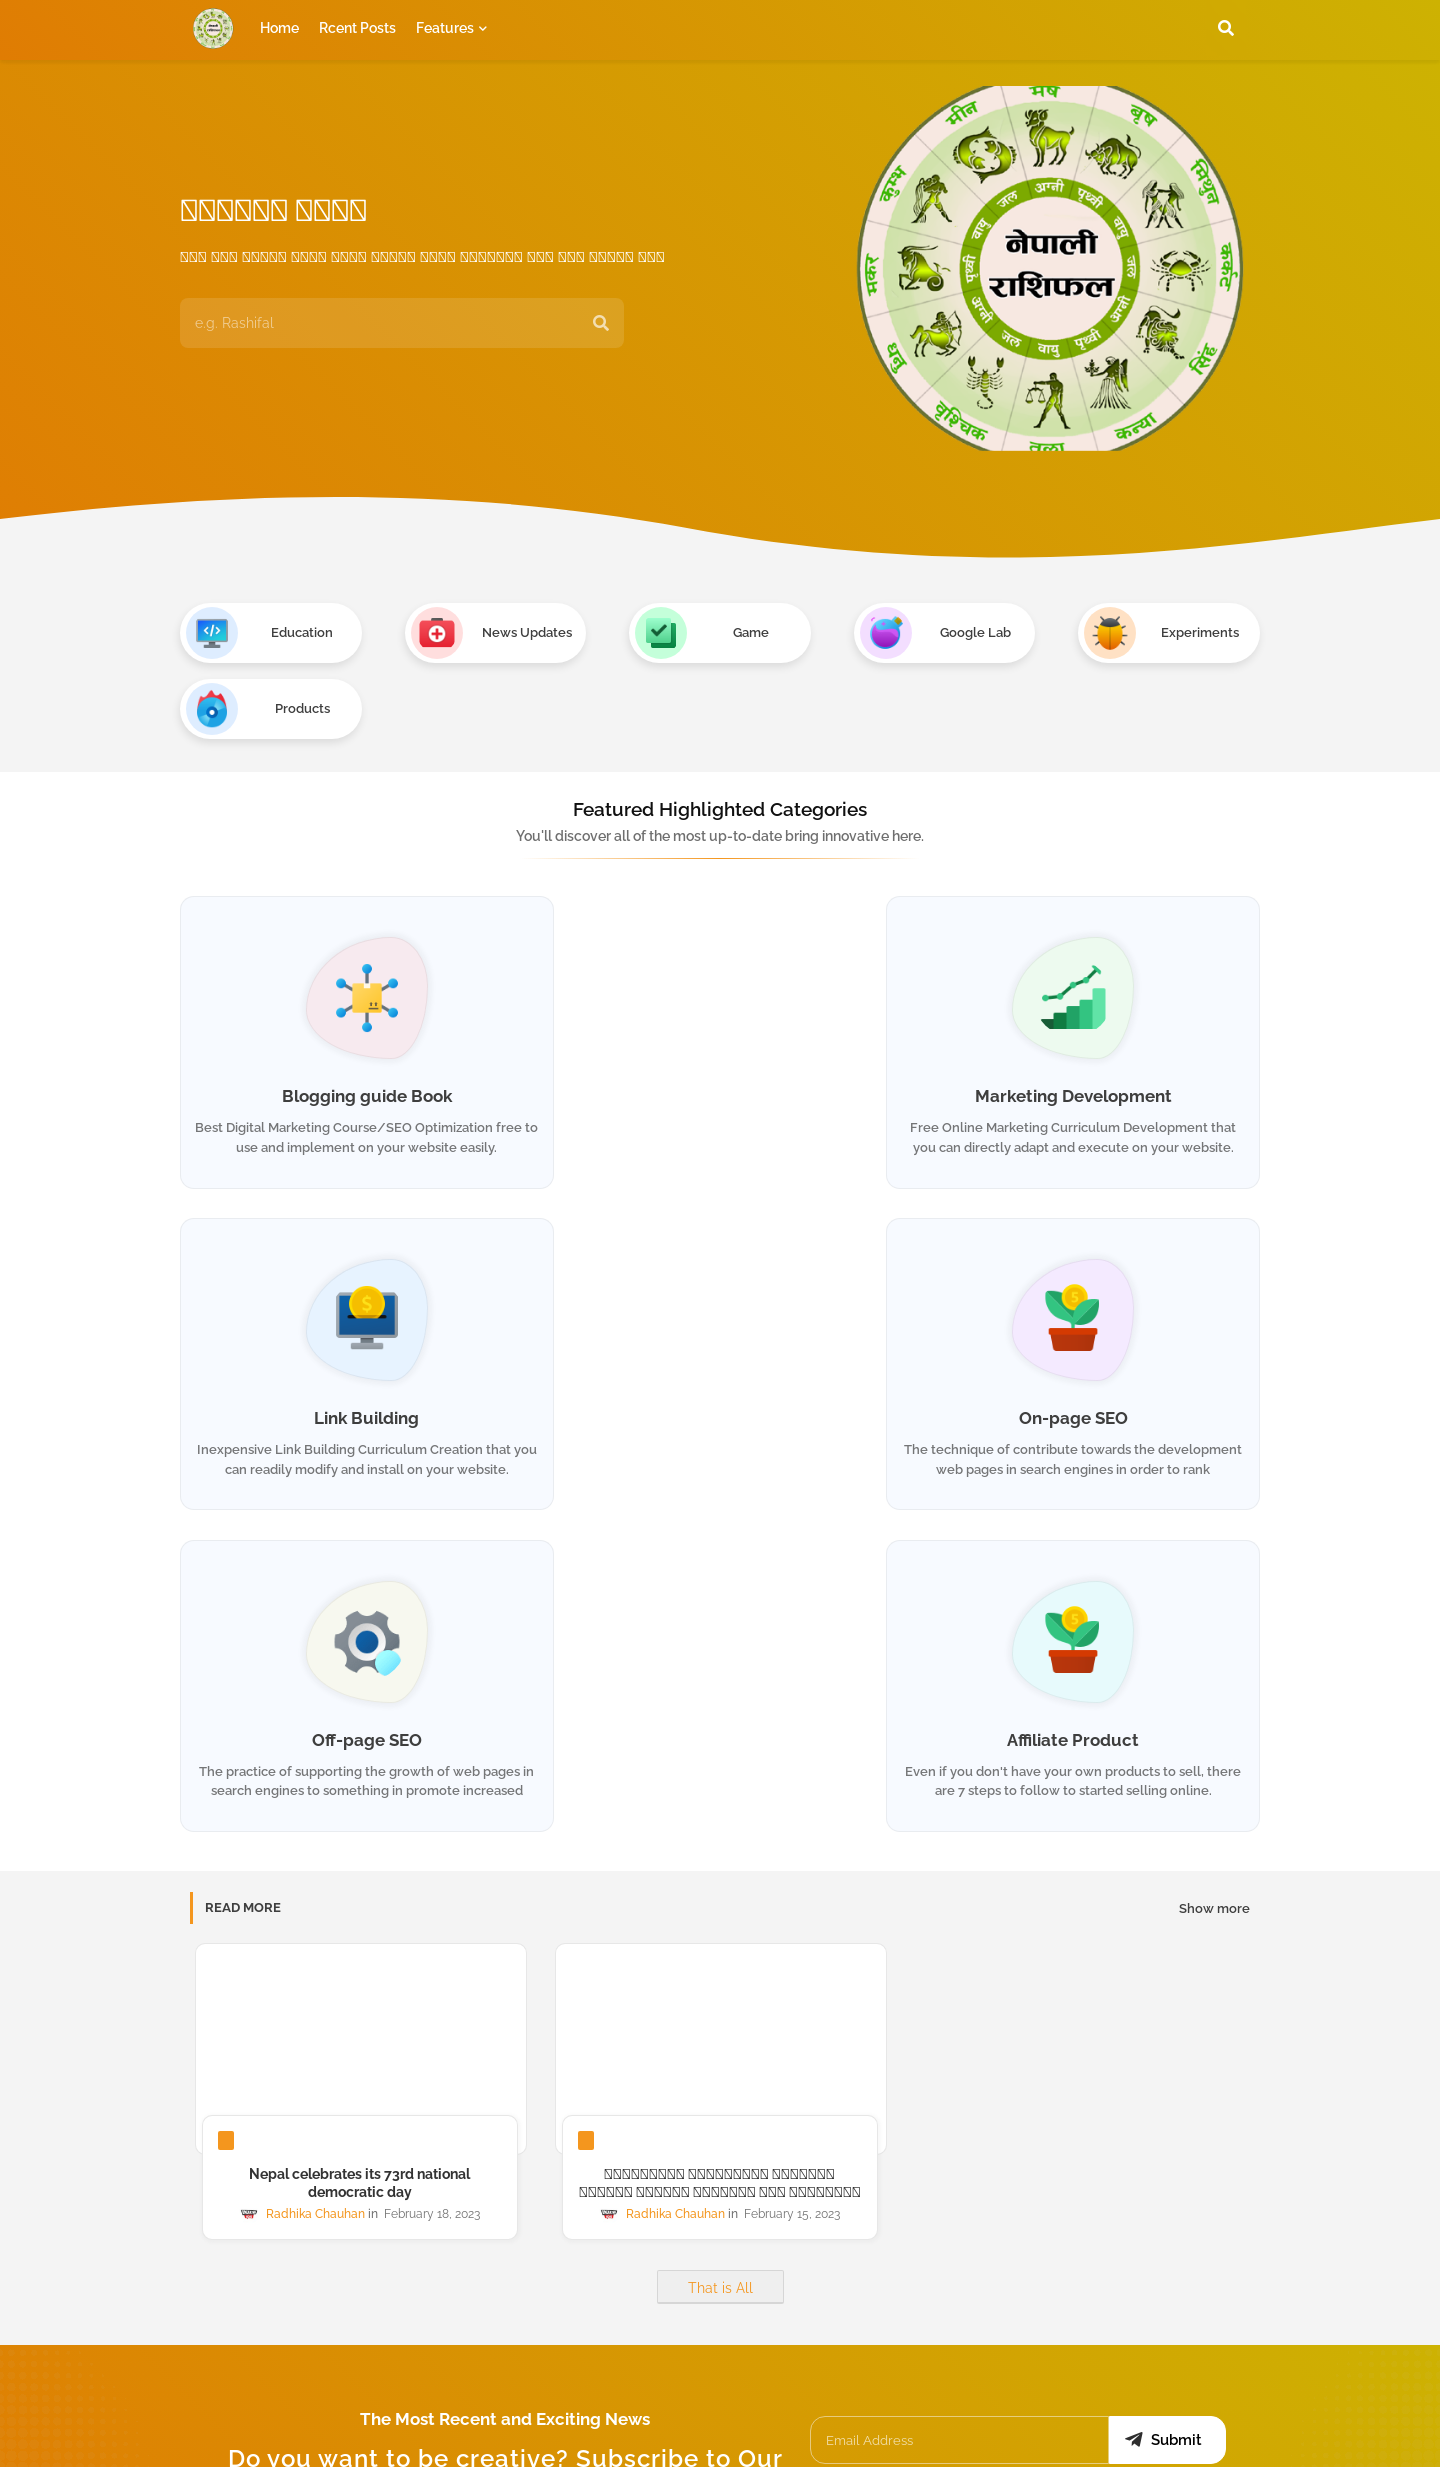 Home Rcent Posts Features
मेष
वृष
मिथुन
कर्कट
सिंह
कन्या
तुला
वृश्चिक
धनु
मकर
कुम्भ
मीन
अग्नी
पृथ्वी
वायु
जल
अग्नी
पृथ्वी
वायु
जल
अग्नी
पृथ्वी
वायु
जल
नेपाली
राशिफल
e.g. Rashifal
Education
News Updates
Game
Google Lab
Experiments
Products
Featured Highlighted Categories
You'll discover all of the most up-to-date bring innovative here.
Blogging guide Book
Best Digital Marketing Course/SEO Optimization free to
use and implement on your website easily.
Marketing Development
Free Online Marketing Curriculum Development that
you can directly adapt and execute on your website.
Link Building
Inexpensive Link Building Curriculum Creation that you
can readily modify and install on your website.
On-page SEO
The technique of contribute towards the development
web pages in search engines in order to rank
Off-page SEO
The practice of supporting the growth of web pages in
search engines to something in promote increased
Affiliate Product
Even if you don't have your own products to sell, there
are 7 steps to follow to started selling online.
READ MORE
Show more
Nepal celebrates its 73rd national
democratic day
Radhika Chauhan in February 18, 2023
Radhika Chauhan in February 15, 2023
That is All
The Most Recent and Exciting News
Do you want to be creative? Subscribe to Our
Email Address
Submit